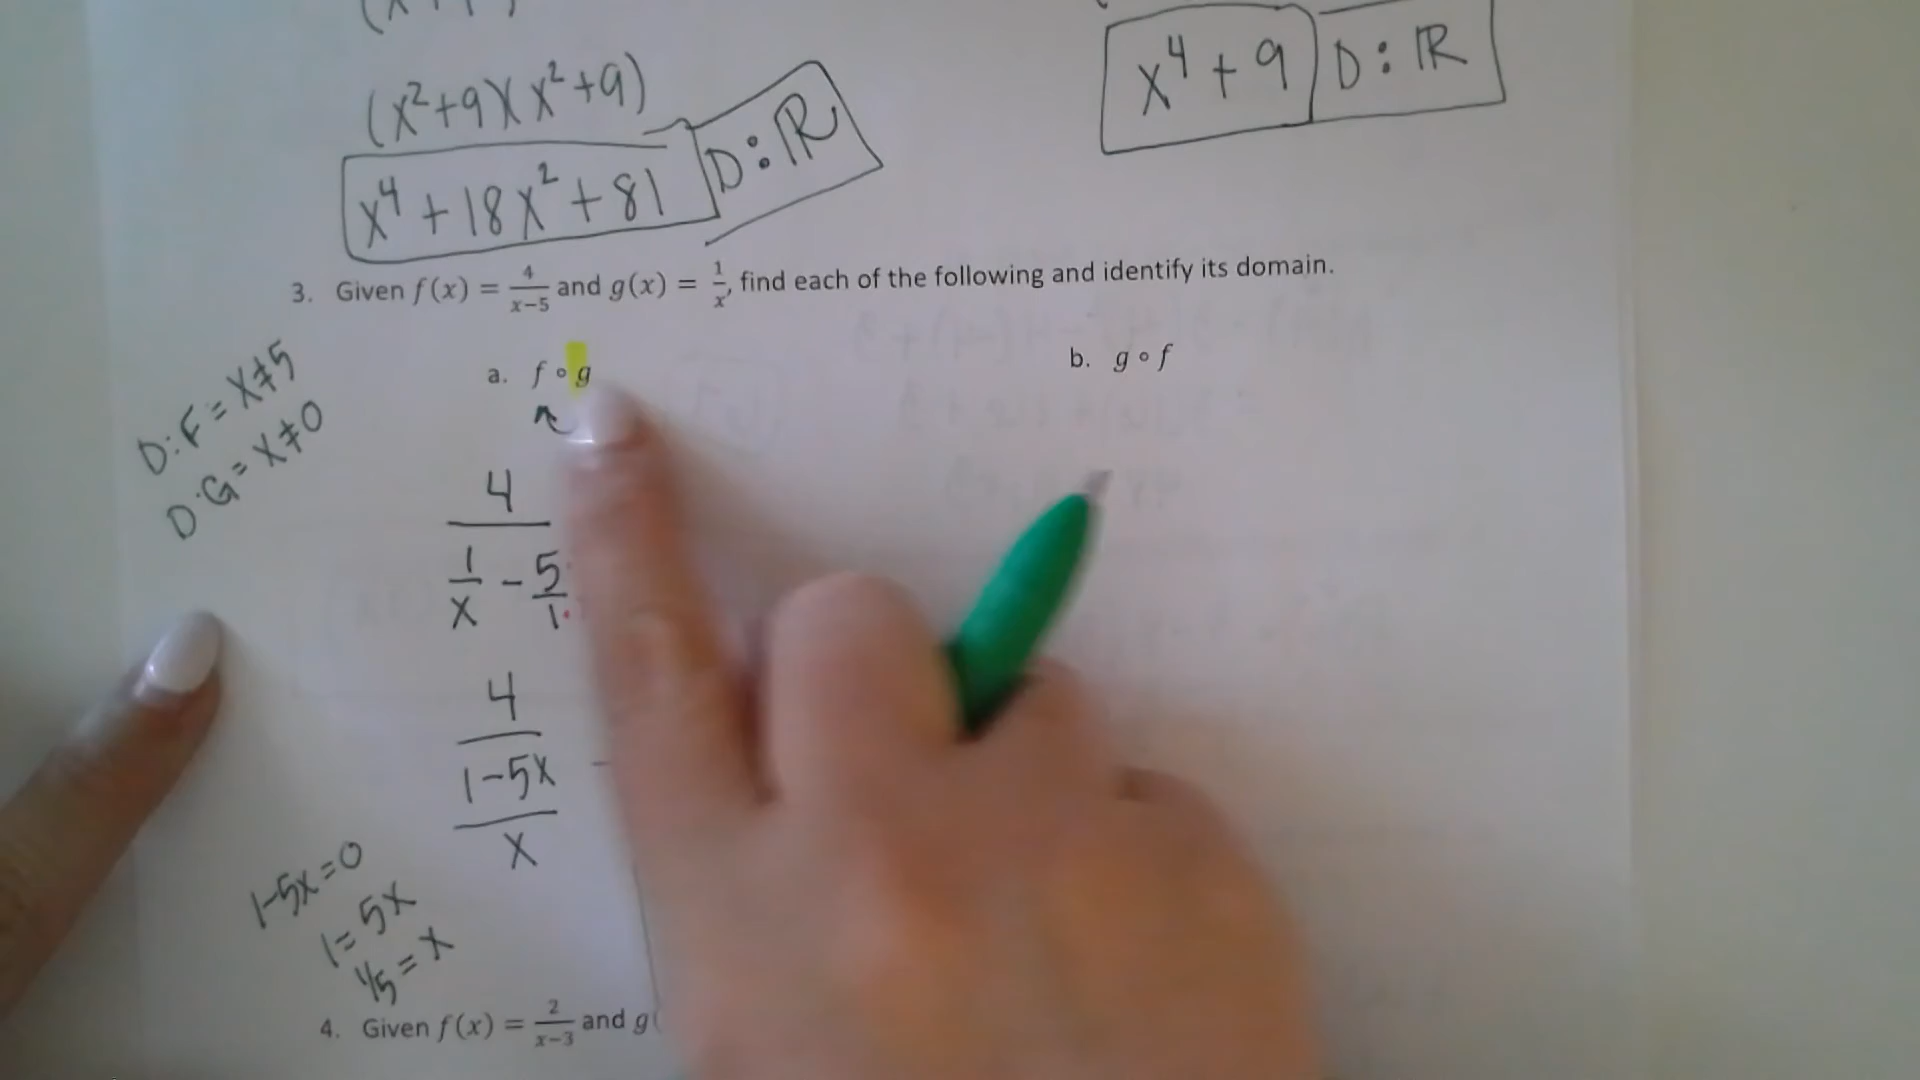 (x²+9)(x²+9)
x⁴+18x²+81 D:ℝ
x⁴+9 D:ℝ
3. Given f(x) = 4/(x−5) and g(x) = 1/x, find each of the following and identify its domain.
D:F = x≠5
D:G = x≠0
a. f∘g
b. g∘f
4
1/x − 5/1
4
1−5x
x
1−5x=0
1=5x
1/5=x
4. Given f(x) = 2/(x−3) and g(